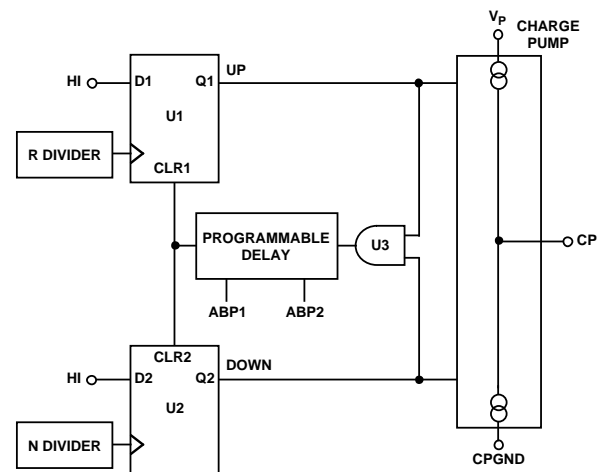 VP
CHARGE
PUMP
HI
D1
Q1
UP
U1
R DIVIDER
CLR1
PROGRAMMABLE
DELAY
U3
CP
ABP1
ABP2
CLR2
DOWN
HI
D2
Q2
U2
N DIVIDER
CPGND